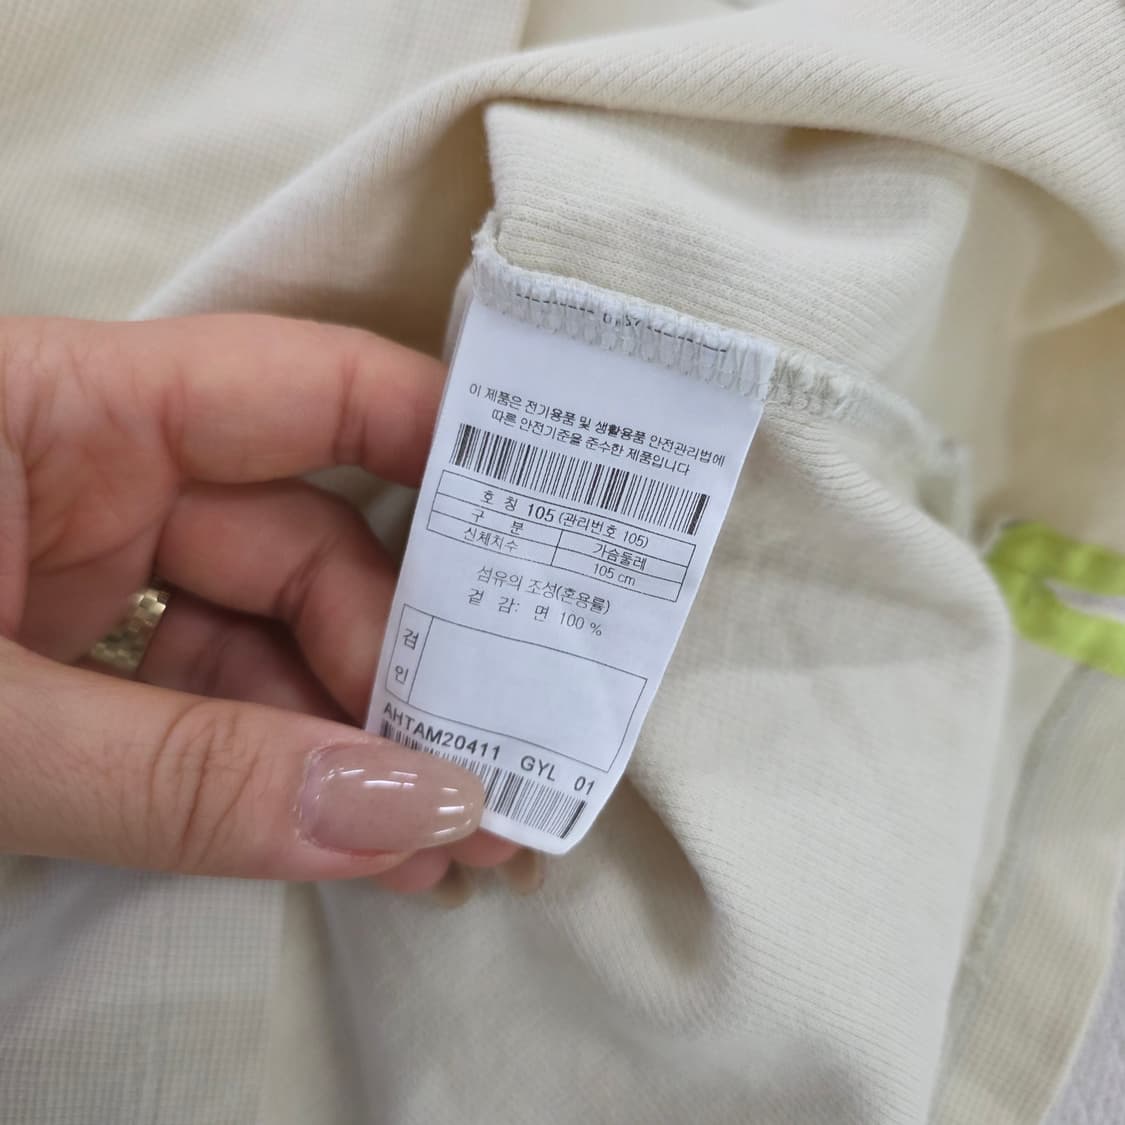 이 제품은 전기용품 및 생활용품 안전관리법에
따른 안전기준을 준수한 제품입니다
호 칭 105 (관리번호 105)
구 분 가슴둘레
신체치수 105 cm
섬유의 조성(혼용률)
겉 감: 면 100 %
검
인
AHTAM20411 GYL 01